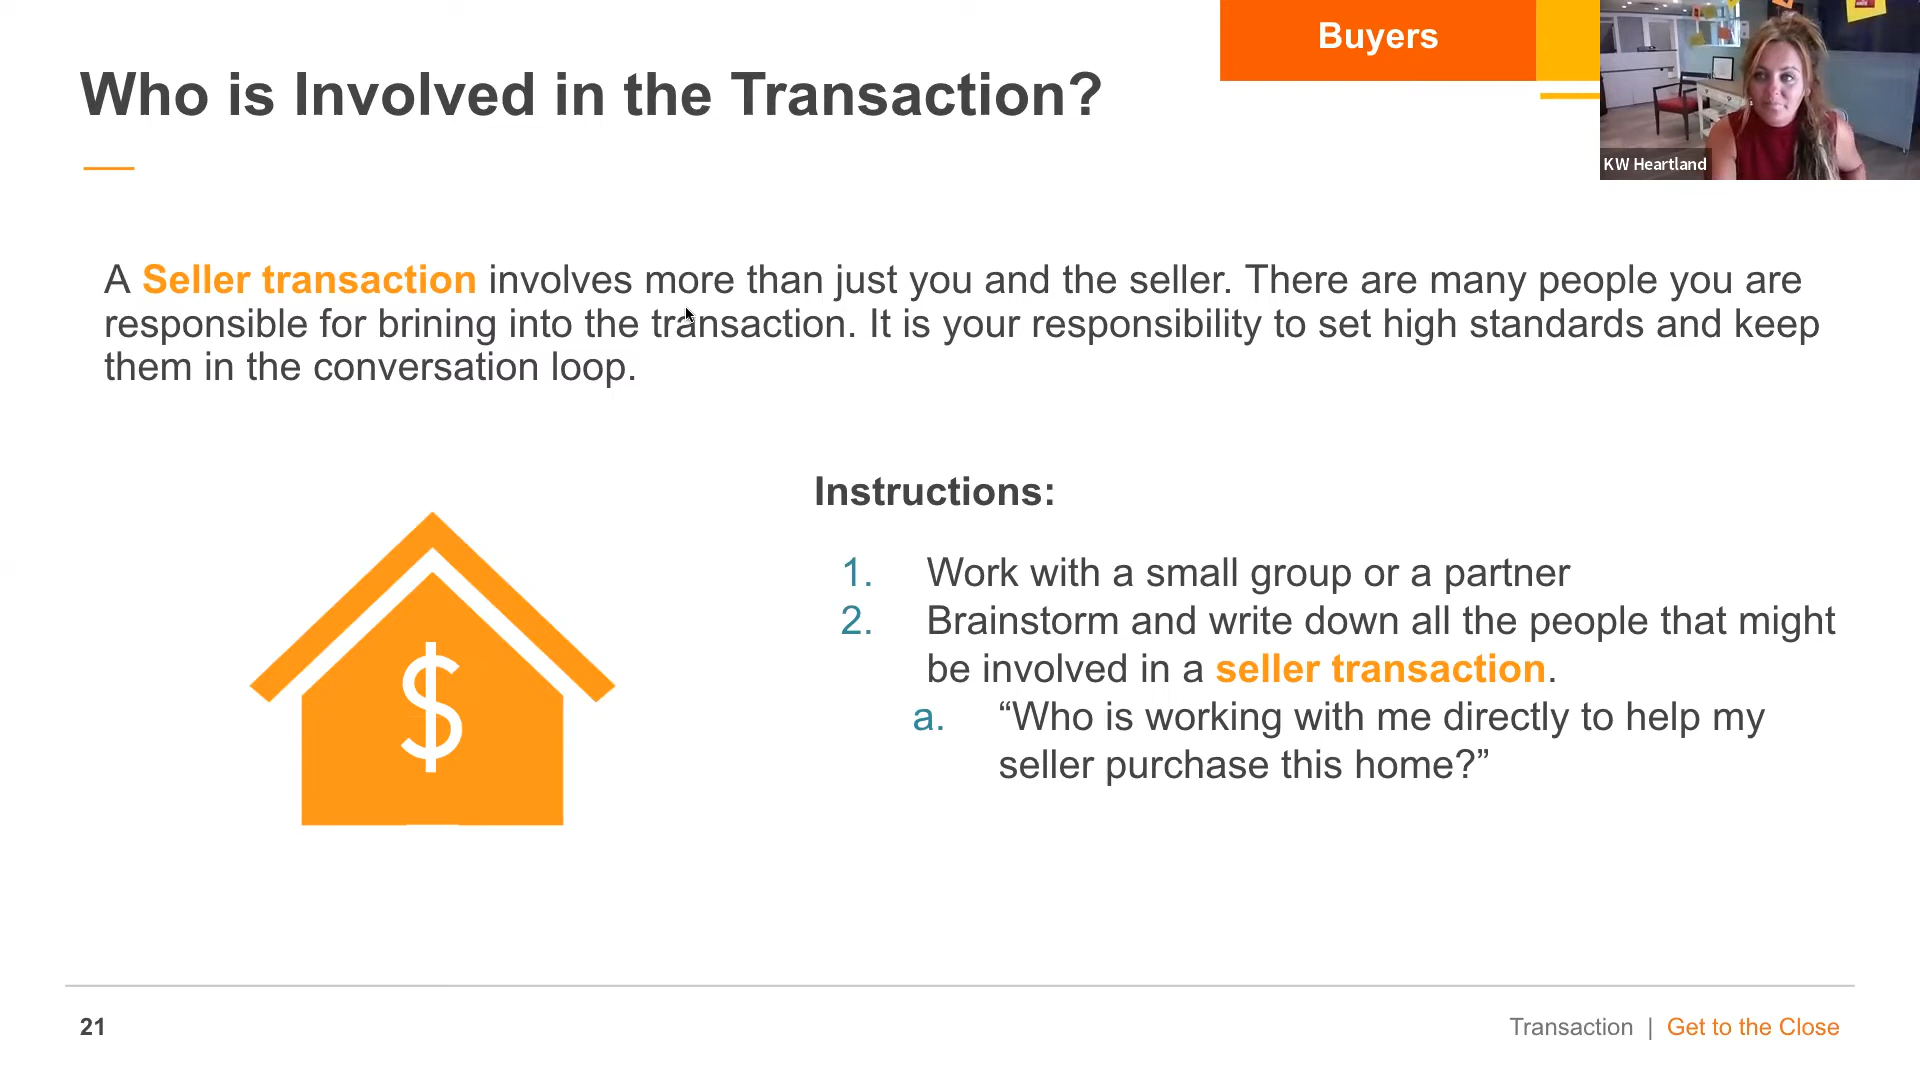 Buyers
Who is Involved in the Transaction?
KW Heartland
A Seller transaction involves more than just you and the seller. There are many people you are
responsible for brining into the transaction. It is your responsibility to set high standards and keep
them in the conversation loop.
$
Instructions:
1. Work with a small group or a partner
2. Brainstorm and write down all the people that might
be involved in a seller transaction.
a. “Who is working with me directly to help my
seller purchase this home?”
21
Transaction | Get to the Close